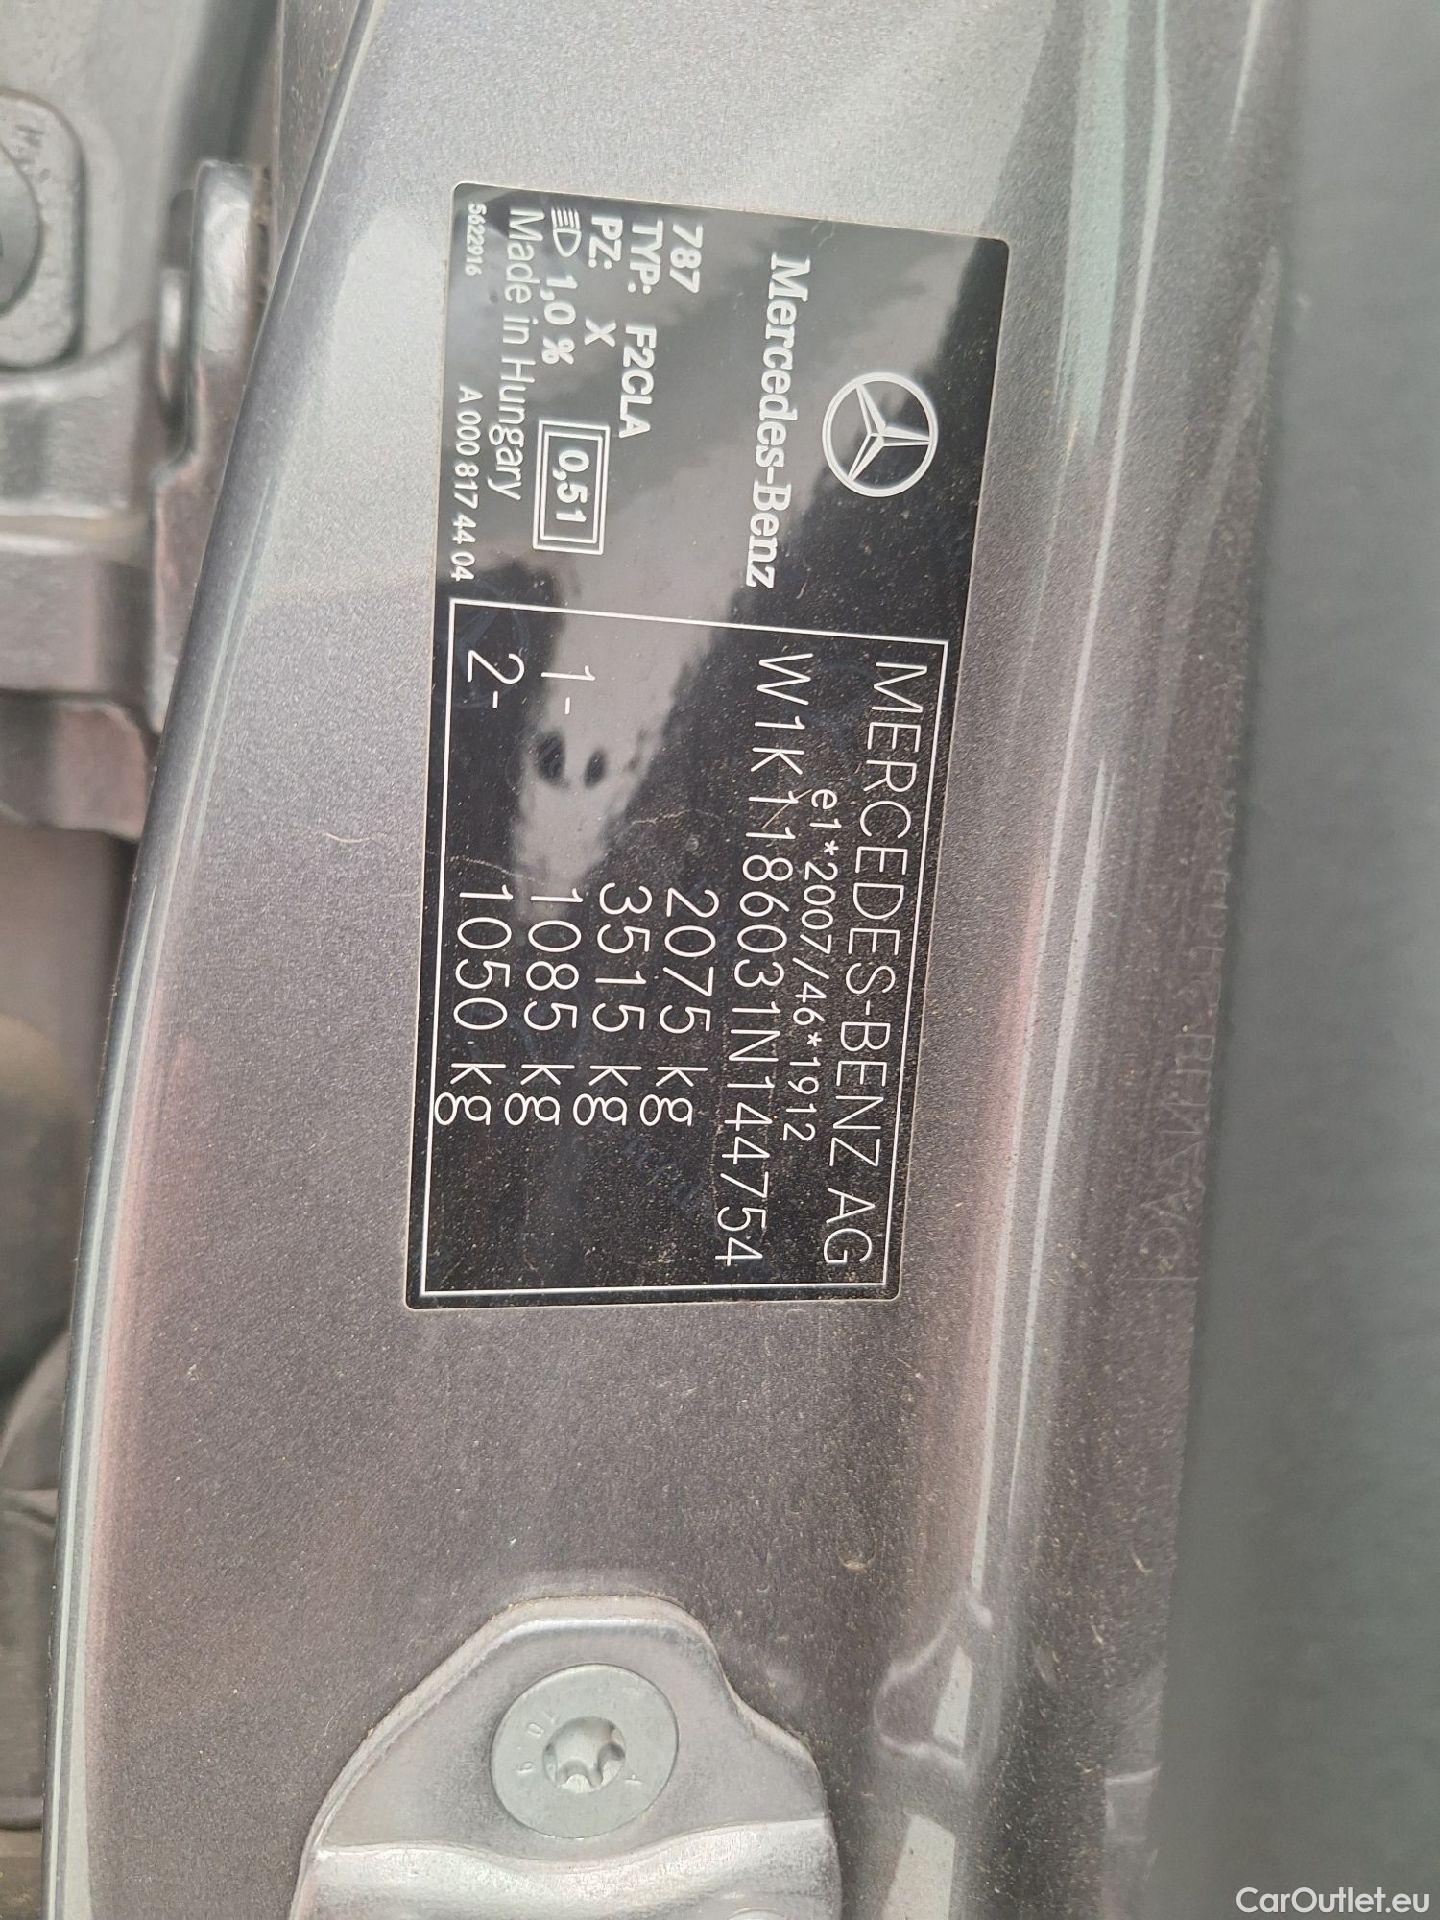 Mercedes-Benz
787
TYP: F2CLA
PZ: X
1,0 %
0,51
Made in Hungary
5622916
A 000 817 44 04
MERCEDES-BENZ AG
e1*2007/46*1912
W1K1186031N144754
2075 kg
3515 kg
1- 1085 kg
2- 1050 kg
CarOutlet.eu